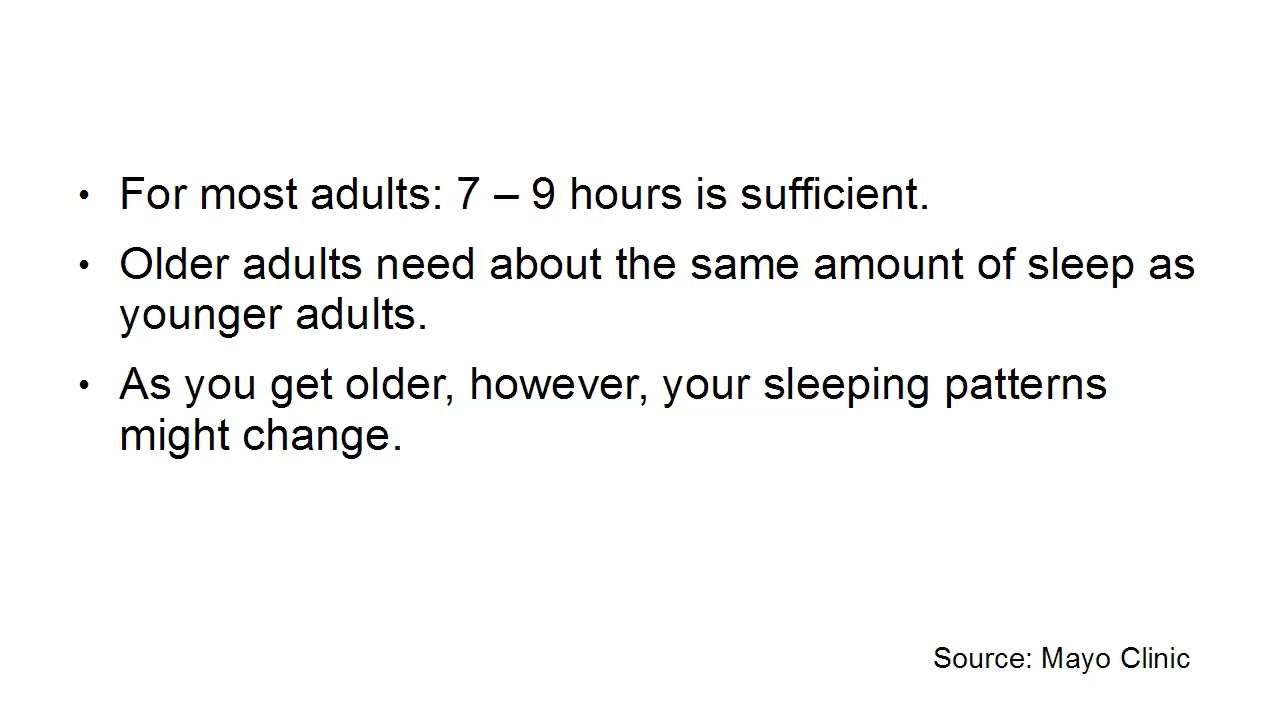 • For most adults: 7 – 9 hours is sufficient.
• Older adults need about the same amount of sleep as
younger adults.
• As you get older, however, your sleeping patterns
might change.
Source: Mayo Clinic